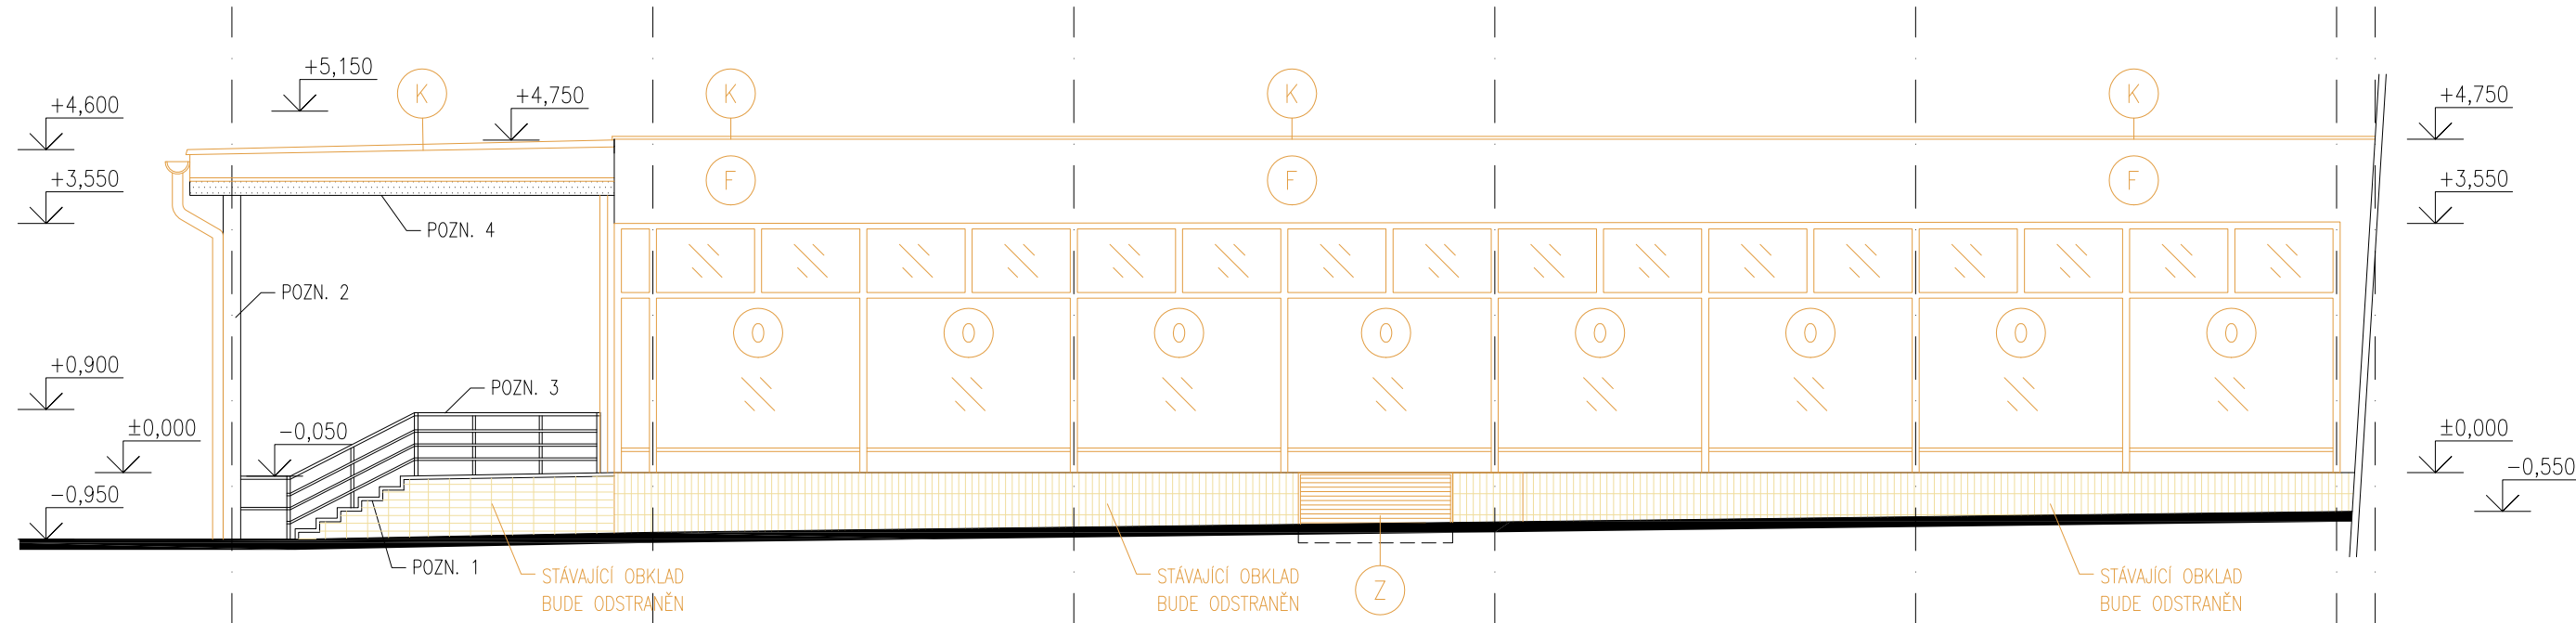 +5,150
K
K
K
K
+4,600
+4,750
+4,750
+3,550
F
F
F
+3,550
POZN. 4
POZN. 2
O
O
O
O
O
O
O
O
+0,900
POZN. 3
±0,000
-0,050
±0,000
-0,550
-0,950
POZN. 1
STÁVAJÍCÍ OBKLAD
BUDE ODSTRANĚN
STÁVAJÍCÍ OBKLAD
BUDE ODSTRANĚN
Z
STÁVAJÍCÍ OBKLAD
BUDE ODSTRANĚN